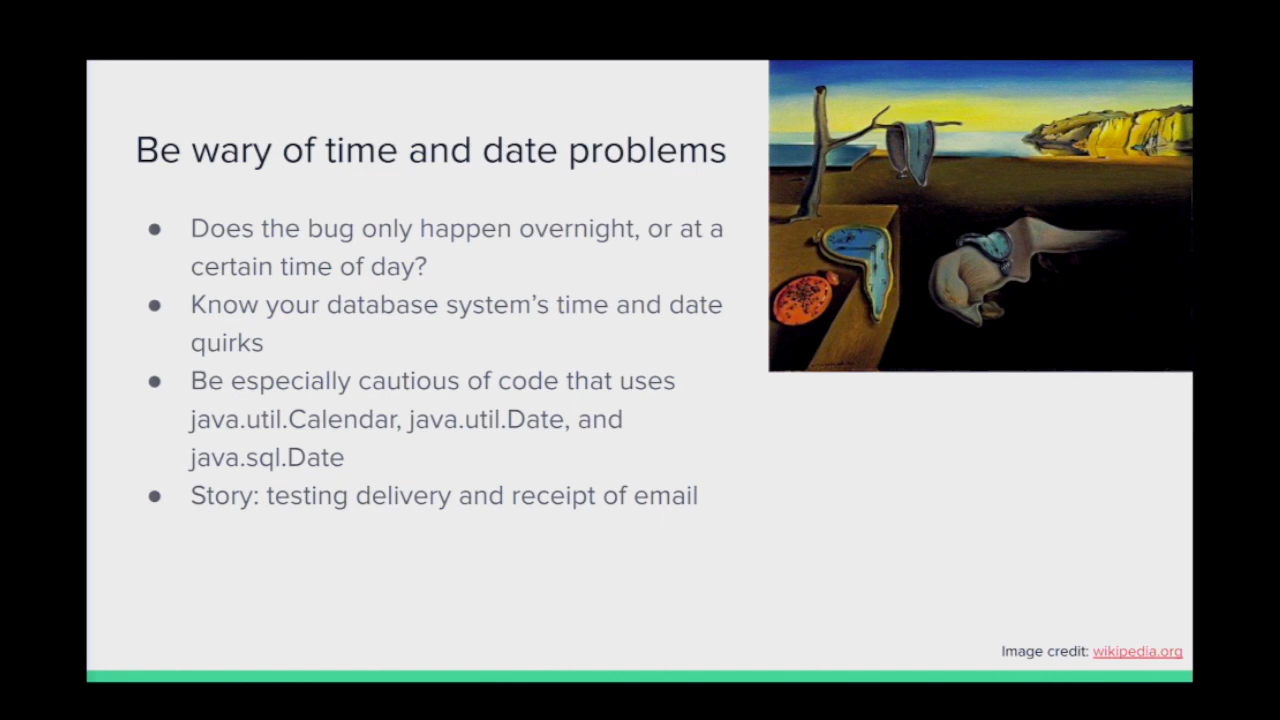 Be wary of time and date problems
● Does the bug only happen overnight, or at a
certain time of day?
● Know your database system's time and date
quirks
● Be especially cautious of code that uses
java.util.Calendar, java.util.Date, and
java.sql.Date
● Story: testing delivery and receipt of email
Image credit: wikipedia.org